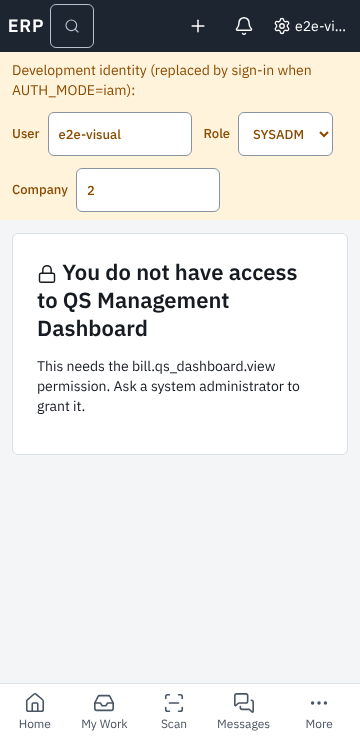 ERP
e2e-vi...
Development identity (replaced by sign-in when
AUTH_MODE=iam):
User e2e-visual Role SYSADM
Company 2
You do not have access
to QS Management
Dashboard
This needs the bill.qs_dashboard.view
permission. Ask a system administrator to
grant it.
Home My Work Scan Messages More